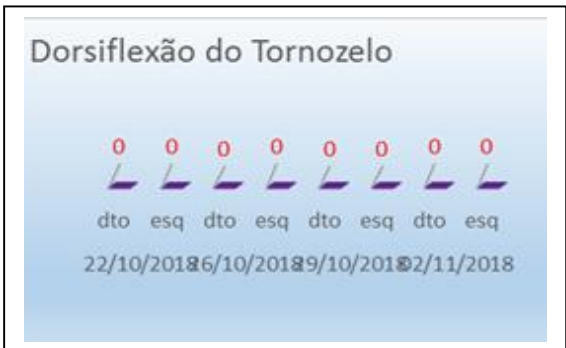 Dorsiflexão do Tornozelo
0 0 0 0 0 0 0 0
dto esq dto esq dto esq dto esq
22/10/2018 26/10/2018 29/10/2018 02/11/2018